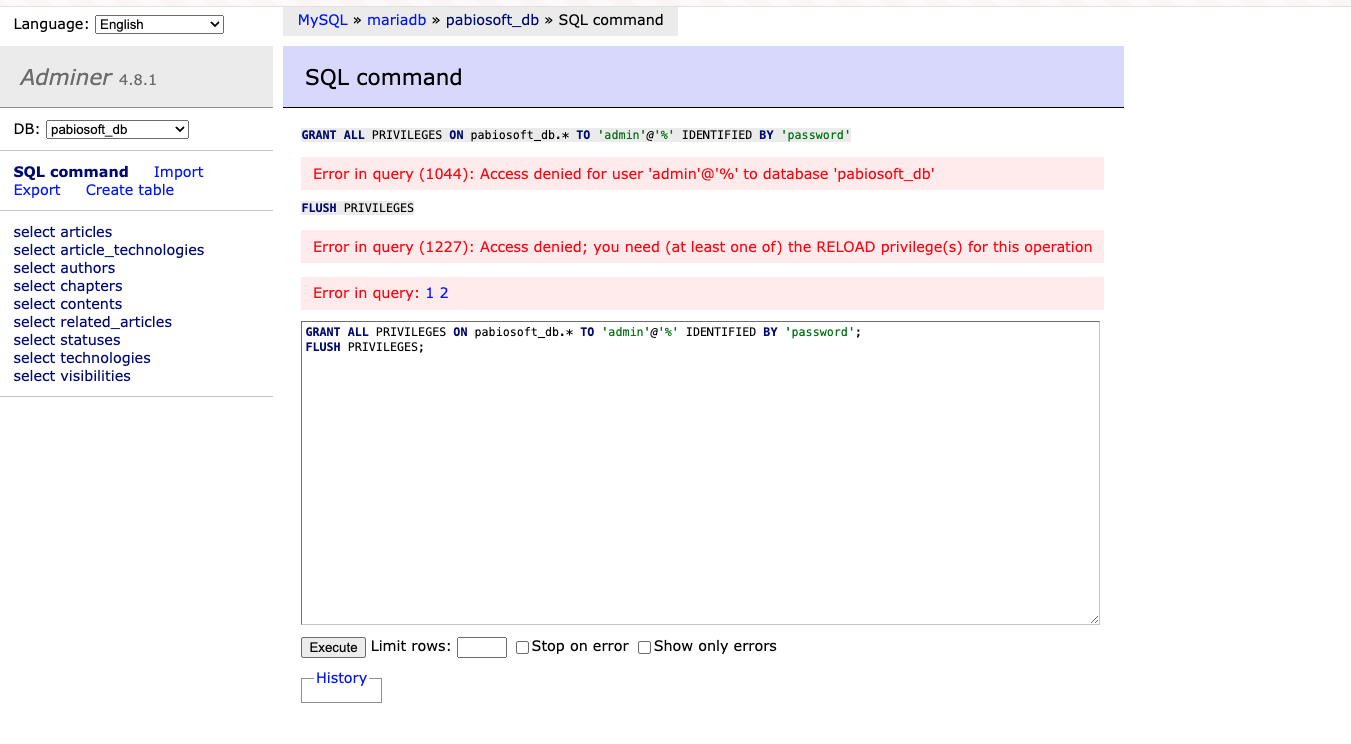 Language: English
MySQL » mariadb » pabiosoft_db » SQL command
Adminer 4.8.1
SQL command
DB: pabiosoft_db
SQL command Import
Export Create table
select articles
select article_technologies
select authors
select chapters
select contents
select related_articles
select statuses
select technologies
select visibilities
GRANT ALL PRIVILEGES ON pabiosoft_db.* TO 'admin'@'%' IDENTIFIED BY 'password'
Error in query (1044): Access denied for user 'admin'@'%' to database 'pabiosoft_db'
FLUSH PRIVILEGES
Error in query (1227): Access denied; you need (at least one of) the RELOAD privilege(s) for this operation
Error in query: 1 2
GRANT ALL PRIVILEGES ON pabiosoft_db.* TO 'admin'@'%' IDENTIFIED BY 'password';
FLUSH PRIVILEGES;
Execute Limit rows: Stop on error Show only errors
History